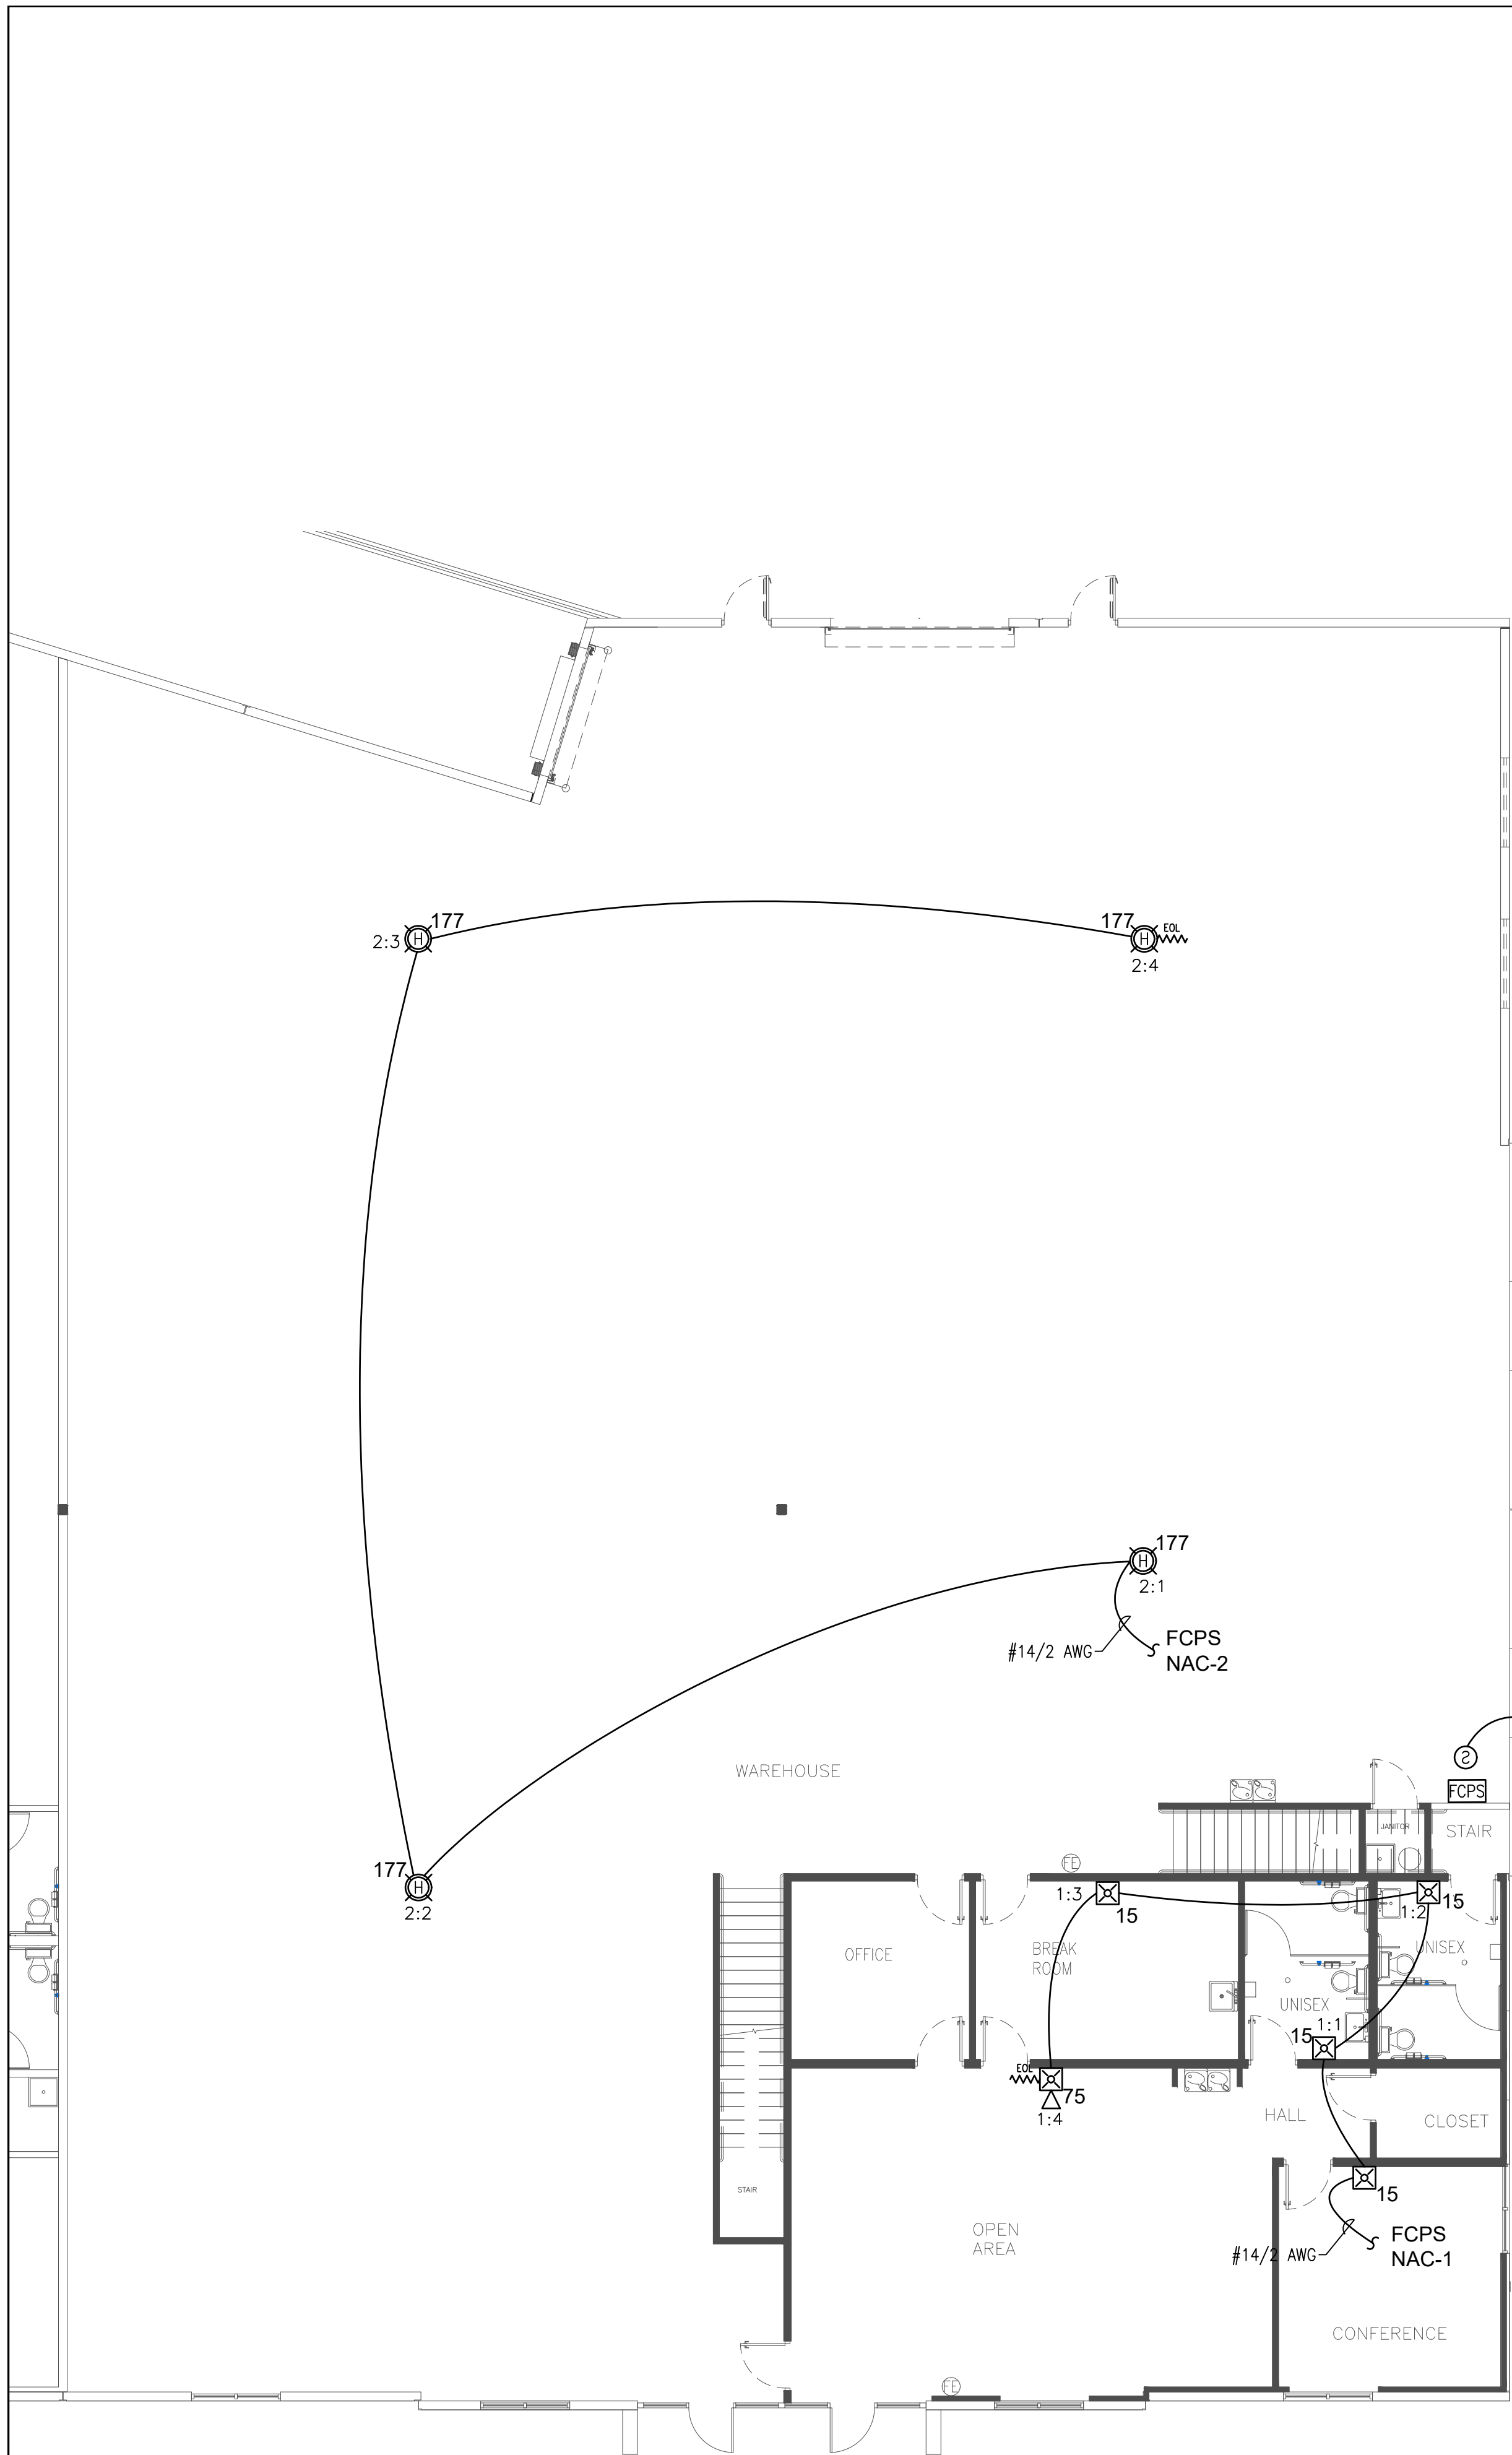 177
2:3
177
EOL
2:4
H
H
177
H
2:1
#14/2 AWG
FCPS
NAC-2
WAREHOUSE
S
FCPS
JANITOR
STAIR
FE
177
H
2:2
1:3
15
1:2
15
OFFICE
BREAK
ROOM
UNISEX
UNISEX
1:1
15
EOL
75
1:4
HALL
CLOSET
STAIR
15
OPEN
AREA
#14/2 AWG
FCPS
NAC-1
CONFERENCE
FE